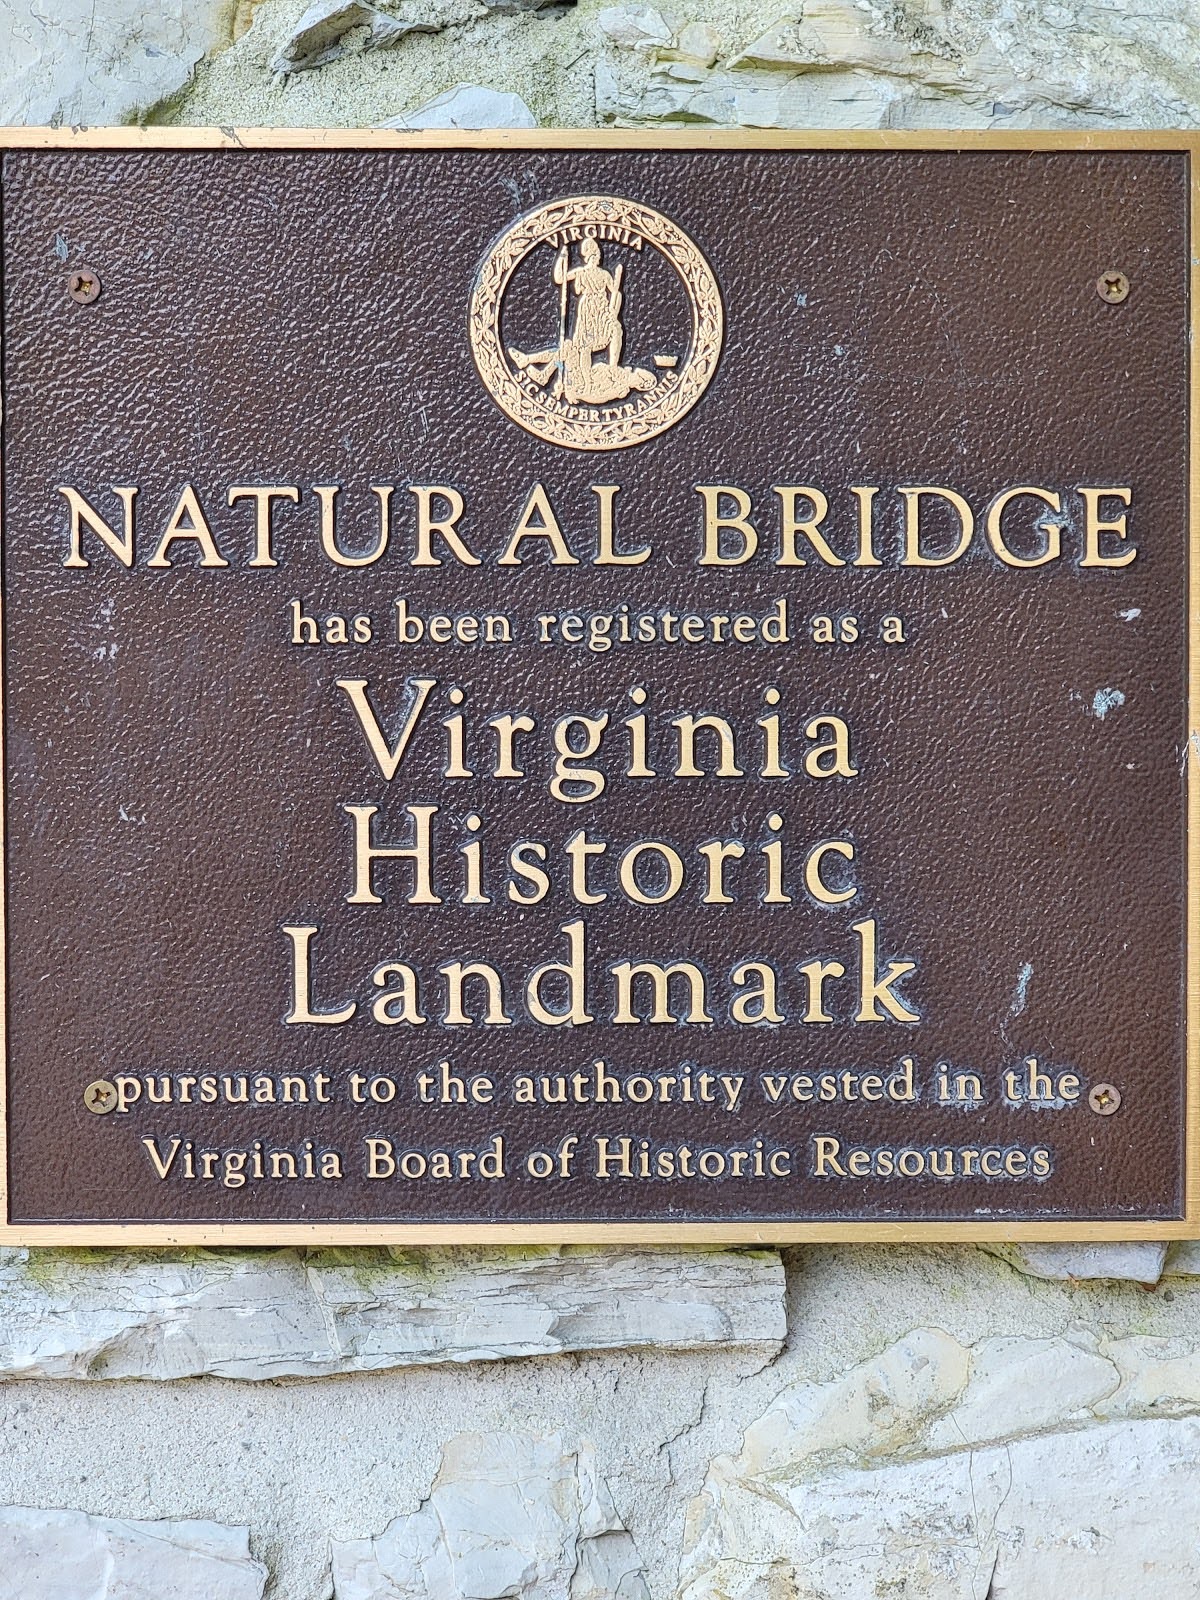 VIRGINIA
SIC SEMPER TYRANNIS
NATURAL BRIDGE
has been registered as a
Virginia
Historic
Landmark
pursuant to the authority vested in the
Virginia Board of Historic Resources